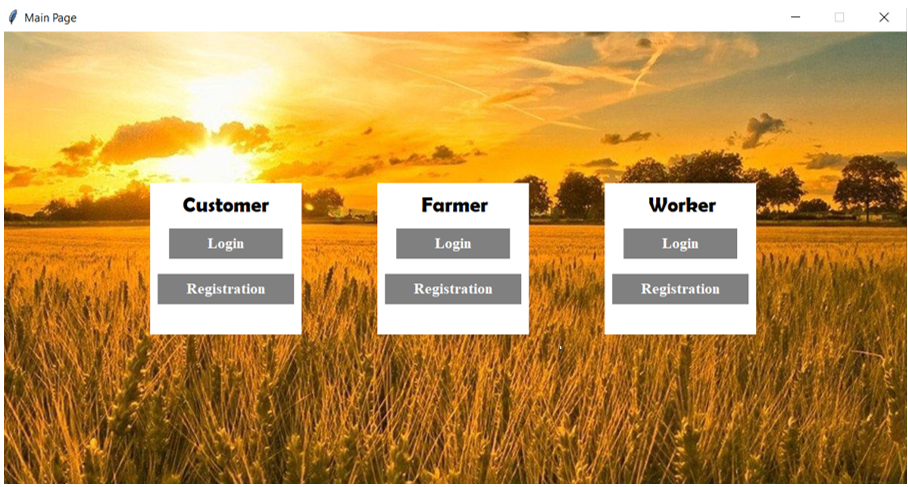 Main Page
Customer
Login
Registration
Farmer
Login
Registration
Worker
Login
Registration